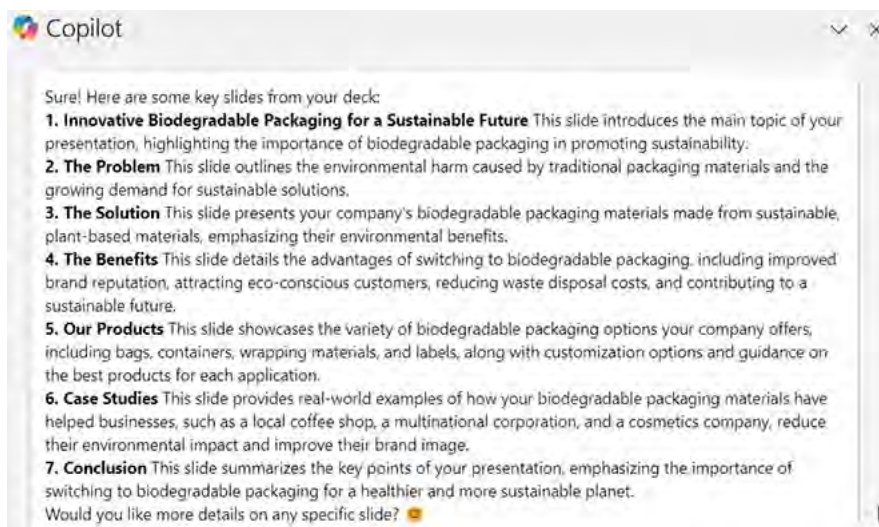 Copilot
Sure! Here are some key slides from your deck:
1. Innovative Biodegradable Packaging for a Sustainable Future This slide introduces the main topic of your
presentation, highlighting the importance of biodegradable packaging in promoting sustainability.
2. The Problem This slide outlines the environmental harm caused by traditional packaging materials and the
growing demand for sustainable solutions.
3. The Solution This slide presents your company's biodegradable packaging materials made from sustainable,
plant-based materials, emphasizing their environmental benefits.
4. The Benefits This slide details the advantages of switching to biodegradable packaging, including improved
brand reputation, attracting eco-conscious customers, reducing waste disposal costs, and contributing to a
sustainable future.
5. Our Products This slide showcases the variety of biodegradable packaging options your company offers,
including bags, containers, wrapping materials, and labels, along with customization options and guidance on
the best products for each application.
6. Case Studies This slide provides real-world examples of how your biodegradable packaging materials have
helped businesses, such as a local coffee shop, a multinational corporation, and a cosmetics company, reduce
their environmental impact and improve their brand image.
7. Conclusion This slide summarizes the key points of your presentation, emphasizing the importance of
switching to biodegradable packaging for a healthier and more sustainable planet.
Would you like more details on any specific slide? 😊